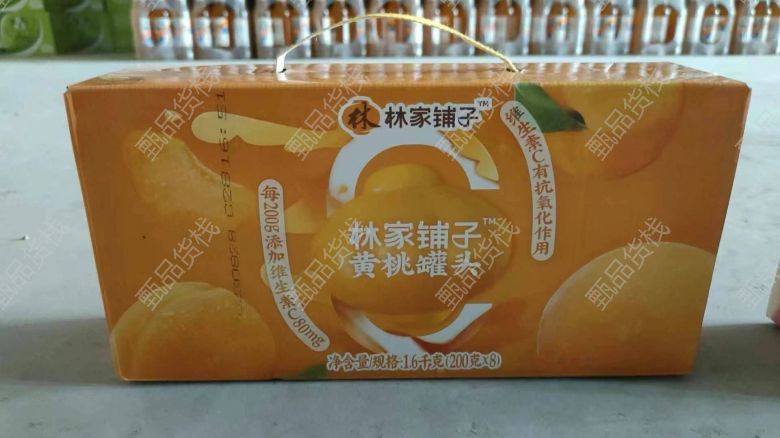 林家铺子™
维生素C有抗氧化作用
每200g添加维生素C80mg
林家铺子™
黄桃罐头
净含量/规格:1.6千克(200克x8)
甄品货栈